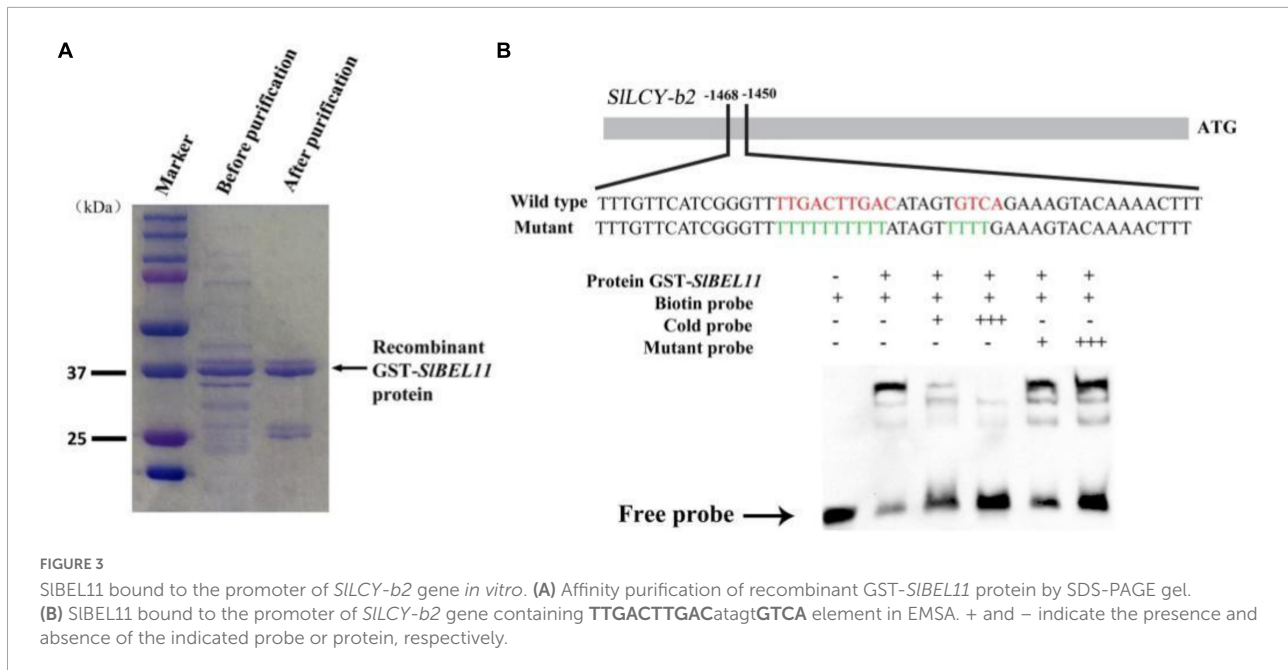 A
Marker
Before purification
After purification
(kDa)
37
25
Recombinant
GST-SlBEL11
protein
B
SlLCY-b2 -1468 -1450
ATG
Wild type TTTGTTCATCGGGTTTTGACTTGACATAGTGTCAGAAAGTACAAAACTTT
Mutant TTTGTTCATCGGGTTTTTTTTTTTTATAGTTTTTGAAAGTACAAAACTTT
Protein GST-SlBEL11 - + + + + +
Biotin probe + + + + + +
Cold probe - - + +++ - -
Mutant probe - - - - + +++
Free probe
FIGURE 3
SlBEL11 bound to the promoter of SlLCY-b2 gene in vitro. (A) Affinity purification of recombinant GST-SlBEL11 protein by SDS-PAGE gel.
(B) SlBEL11 bound to the promoter of SlLCY-b2 gene containing TTGACTTGACatagtGTCA element in EMSA. + and – indicate the presence and
absence of the indicated probe or protein, respectively.